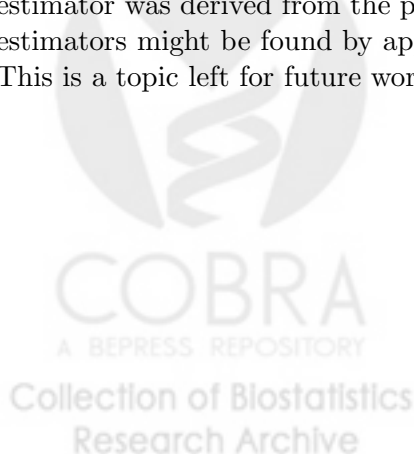 estimator was derived from the p
estimators might be found by ap
This is a topic left for future wor
COBRA
A BEPRESS REPOSITORY
Collection of Biostatistics
Research Archive